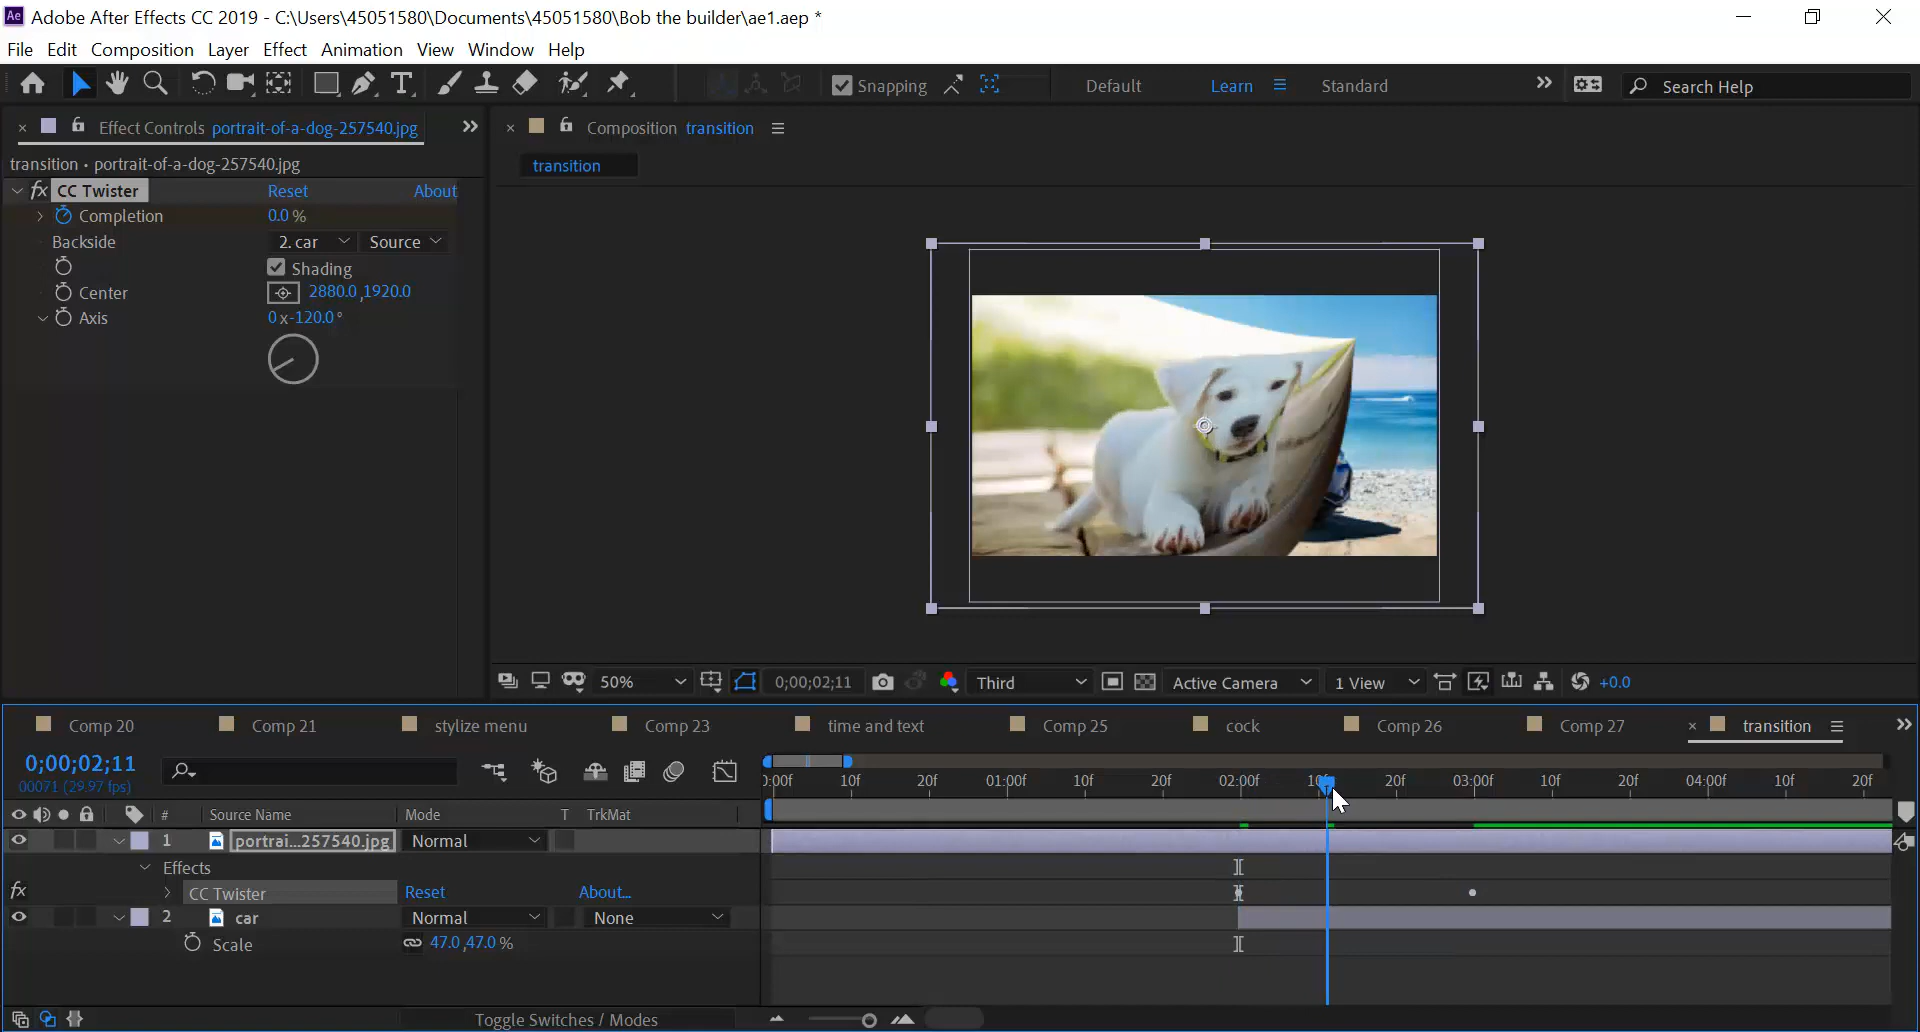 Ae Adobe After Effects CC 2019 - C:\Users\45051580\Documents\45051580\Bob the builder\ae1.aep *
File Edit Composition Layer Effect Animation View Window Help
T Snapping Default Learn Standard Search Help
Effect Controls portrait-of-a-dog-257540.jpg
Composition transition
transition • portrait-of-a-dog-257540.jpg
transition
fx CC Twister Reset About
Completion 0.0 %
Backside 2. car Source
Shading
Center 2880.0 ,1920.0
Axis 0 x-120.0 °
50% 0;00;02;11 Third Active Camera 1 View +0.0
Comp 20 Comp 21 stylize menu Comp 23 time and text Comp 25 cock Comp 26 Comp 27 transition
0;00;02;11
00071 (29.97 fps)
0:00f 10f 20f 01:00f 10f 20f 02:00f 10f 20f 03:00f 10f 20f 04:00f 10f 20f
# Source Name Mode T TrkMat
1 portrai...257540.jpg Normal
Effects
fx CC Twister Reset About...
2 car Normal None
Scale 47.0 ,47.0 %
Toggle Switches / Modes